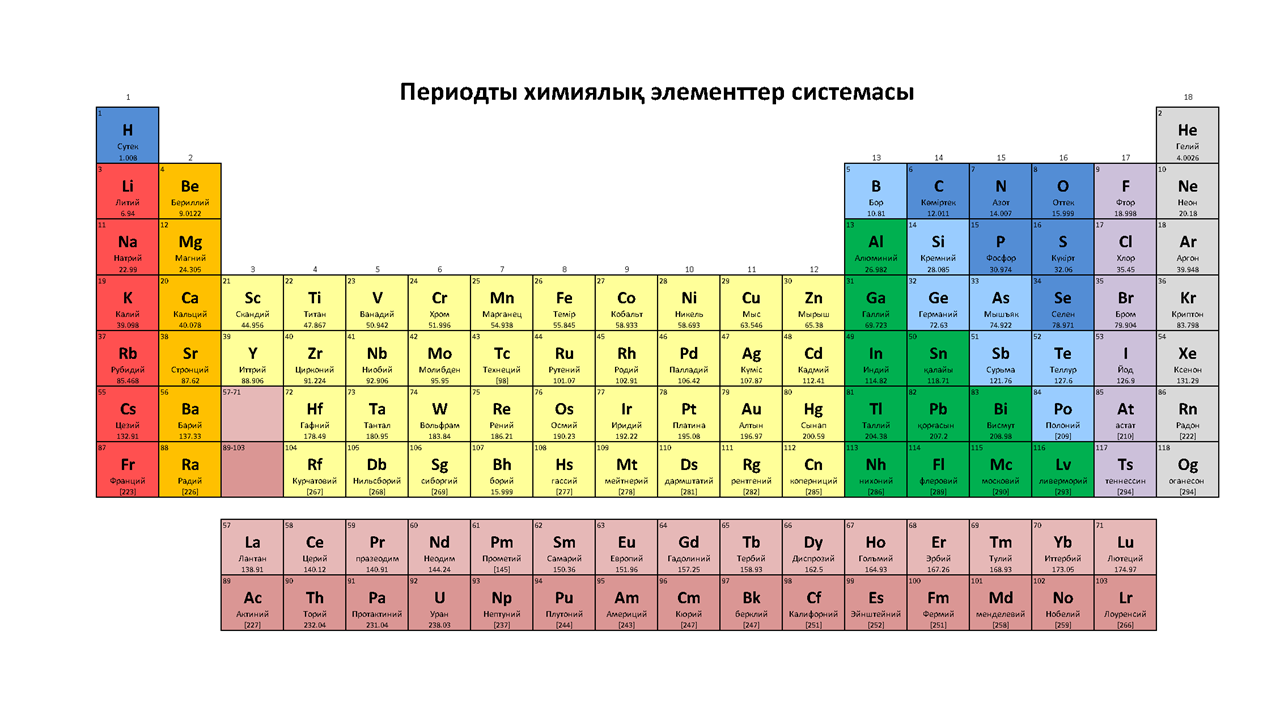 Периодты химиялық элементтер системасы
1 18
1 2
H He
Сутек Гелий
1.008 4.0026
2 13 14 15 16 17
3 4 5 6 7 8 9 10
Li Be B C N O F Ne
Литий Бериллий Бор Көміртек Азот Оттек Фтор Неон
6.94 9.0122 10.81 12.011 14.007 15.999 18.998 20.18
11 12 13 14 15 16 17 18
Na Mg Al Si P S Cl Ar
Натрий Магний Алюминий Кремний Фосфор Күкірт Хлор Аргон
22.99 24.305 26.982 28.085 30.974 32.06 35.45 39.948
3 4 5 6 7 8 9 10 11 12
19 20 21 22 23 24 25 26 27 28 29 30 31 32 33 34 35 36
K Ca Sc Ti V Cr Mn Fe Co Ni Cu Zn Ga Ge As Se Br Kr
Калий Кальций Скандий Титан Ванадий Хром Марганец Темір Кобальт Никель Мыс Мырыш Галлий Германий Мышьяк Селен Бром Криптон
39.098 40.078 44.956 47.867 50.942 51.996 54.938 55.845 58.933 58.693 63.546 65.38 69.723 72.63 74.922 78.971 79.904 83.798
37 38 39 40 41 42 43 44 45 46 47 48 49 50 51 52 53 54
Rb Sr Y Zr Nb Mo Tc Ru Rh Pd Ag Cd In Sn Sb Te I Xe
Рубидий Стронций Иттрий Цирконий Ниобий Молибден Технеций Рутений Родий Палладий Күміс Кадмий Индий қалайы Сурьма Теллур Йод Ксенон
85.468 87.62 88.906 91.224 92.906 95.95 [98] 101.07 102.91 106.42 107.87 112.41 114.82 118.71 121.76 127.6 126.9 131.29
55 56 57-71 72 73 74 75 76 77 78 79 80 81 82 83 84 85 86
Cs Ba Hf Ta W Re Os Ir Pt Au Hg Tl Pb Bi Po At Rn
Цезий Барий Гафний Тантал Вольфрам Рений Осмий Иридий Платина Алтын Сынап Таллий қорғасын Висмут Полоний астат Радон
132.91 137.33 178.49 180.95 183.84 186.21 190.23 192.22 195.08 196.97 200.59 204.38 207.2 208.98 [209] [210] [222]
87 88 89-103 104 105 106 107 108 109 110 111 112 113 114 115 116 117 118
Fr Ra Rf Db Sg Bh Hs Mt Ds Rg Cn Nh Fl Mc Lv Ts Og
Франций Радий Курчатовий Нильсборий сиборгий борий гассий мейтнерий дармштатий рентгений коперниций нихоний флеровий московий ливерморий теннессин оганесон
[223] [226] [267] [268] [269] 15.999 [277] [278] [281] [282] [285] [286] [289] [290] [293] [294] [294]
57 58 59 60 61 62 63 64 65 66 67 68 69 70 71
La Ce Pr Nd Pm Sm Eu Gd Tb Dy Ho Er Tm Yb Lu
Лантан Церий празеодим Неодим Прометий Самарий Европий Гадолиний Тербий Диспрозий Гольмий Эрбий Тулий Иттербий Лютеций
138.91 140.12 140.91 144.24 [145] 150.36 151.96 157.25 158.93 162.5 164.93 167.26 168.93 173.05 174.97
89 90 91 92 93 94 95 96 97 98 99 100 101 102 103
Ac Th Pa U Np Pu Am Cm Bk Cf Es Fm Md No Lr
Актиний Торий Протактиний Уран Нептуний Плутоний Америций Кюрий берклий Калифорний Эйнштейний Фермий менделевий Нобелий Лоуренсий
[227] 232.04 231.04 238.03 [237] [244] [243] [247] [247] [251] [252] [251] [258] [259] [266]